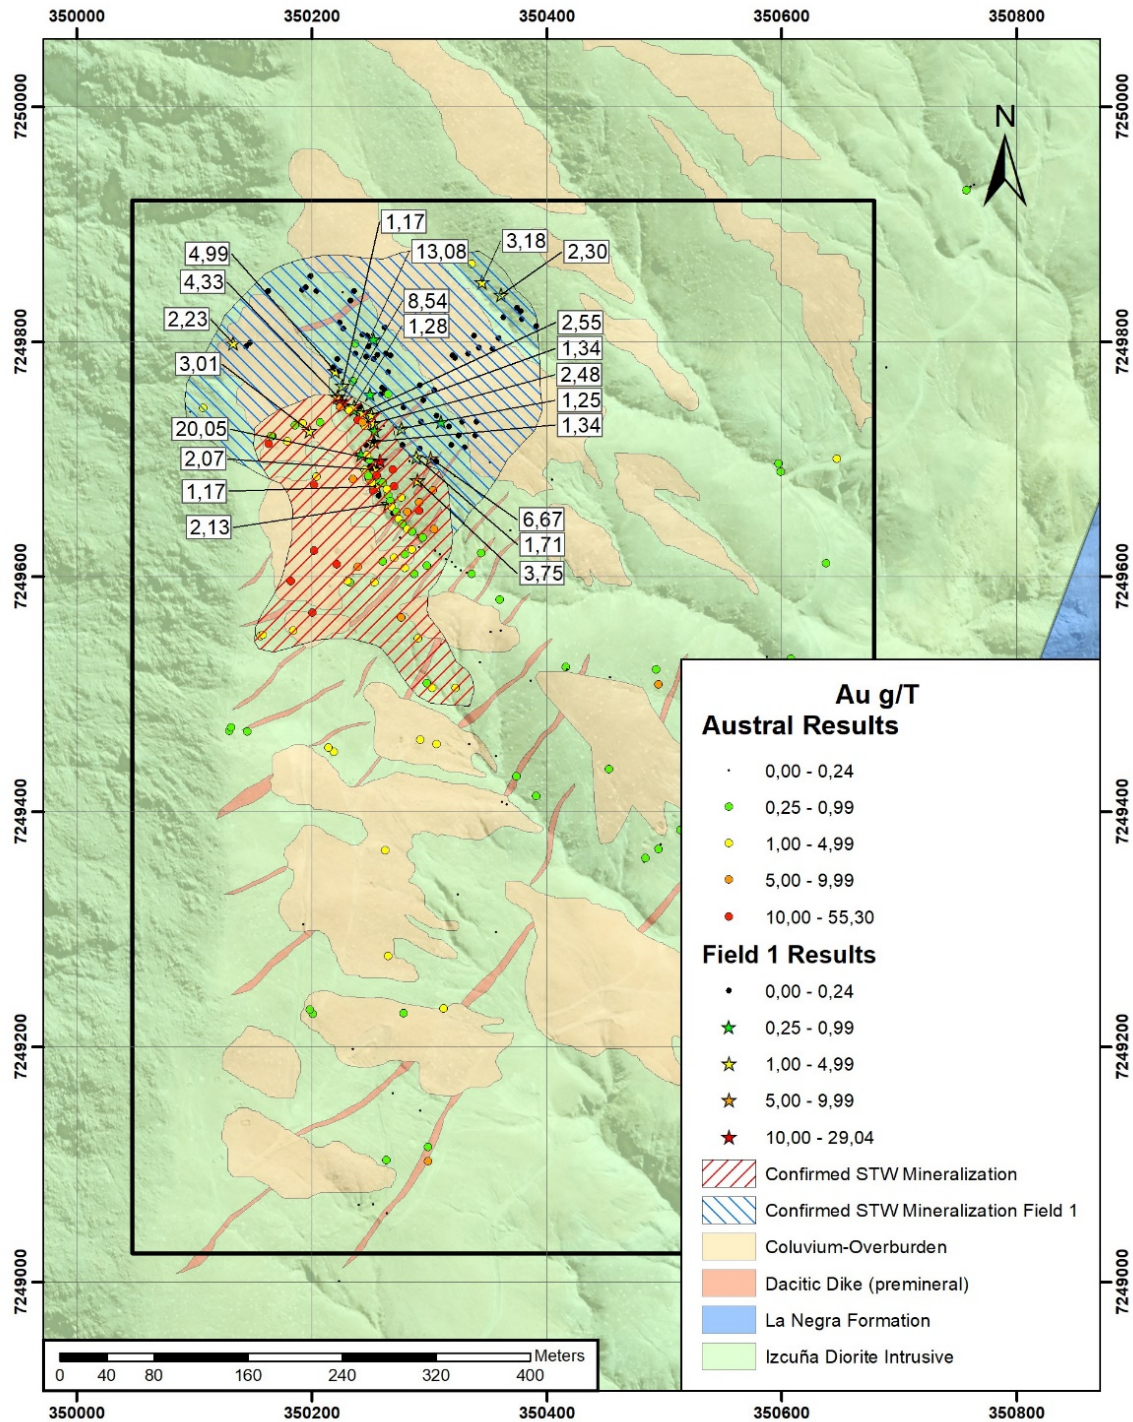 350000
350200
350400
350600
350800
7250000
7250000
N
1,17
4,99
13,08
3,18
2,30
4,33
8,54
2,23
1,28
2,55
7249800
7249800
3,01
1,34
2,48
1,25
20,05
1,34
2,07
1,17
2,13
6,67
1,71
3,75
7249600
7249600
Au g/T
Austral Results
0,00 - 0,24
0,25 - 0,99
1,00 - 4,99
5,00 - 9,99
10,00 - 55,30
Field 1 Results
0,00 - 0,24
0,25 - 0,99
1,00 - 4,99
5,00 - 9,99
10,00 - 29,04
Confirmed STW Mineralization
Confirmed STW Mineralization Field 1
Coluvium-Overburden
Dacitic Dike (premineral)
La Negra Formation
Izcuña Diorite Intrusive
7249400
7249400
7249200
7249200
7249000
7249000
Meters
0 40 80 160 240 320 400
350000
350200
350400
350600
350800